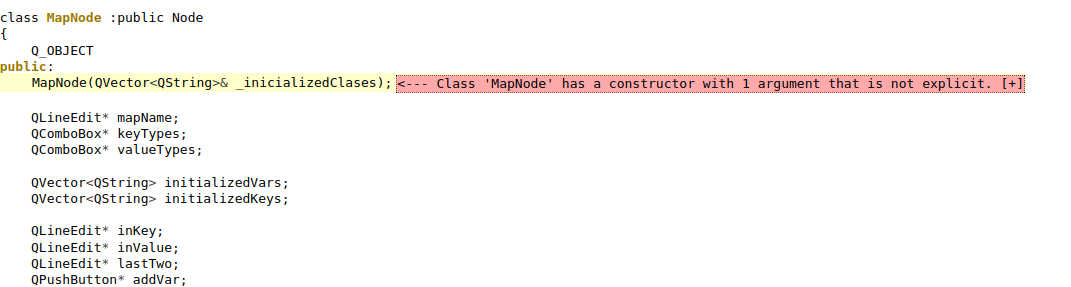 class MapNode :public Node
{
    Q_OBJECT
public:
    MapNode(QVector<QString>& _inicializedClases); <--- Class 'MapNode' has a constructor with 1 argument that is not explicit. [+]
    QLineEdit* mapName;
    QComboBox* keyTypes;
    QComboBox* valueTypes;
    QVector<QString> initializedVars;
    QVector<QString> initializedKeys;
    QLineEdit* inKey;
    QLineEdit* inValue;
    QLineEdit* lastTwo;
    QPushButton* addVar;